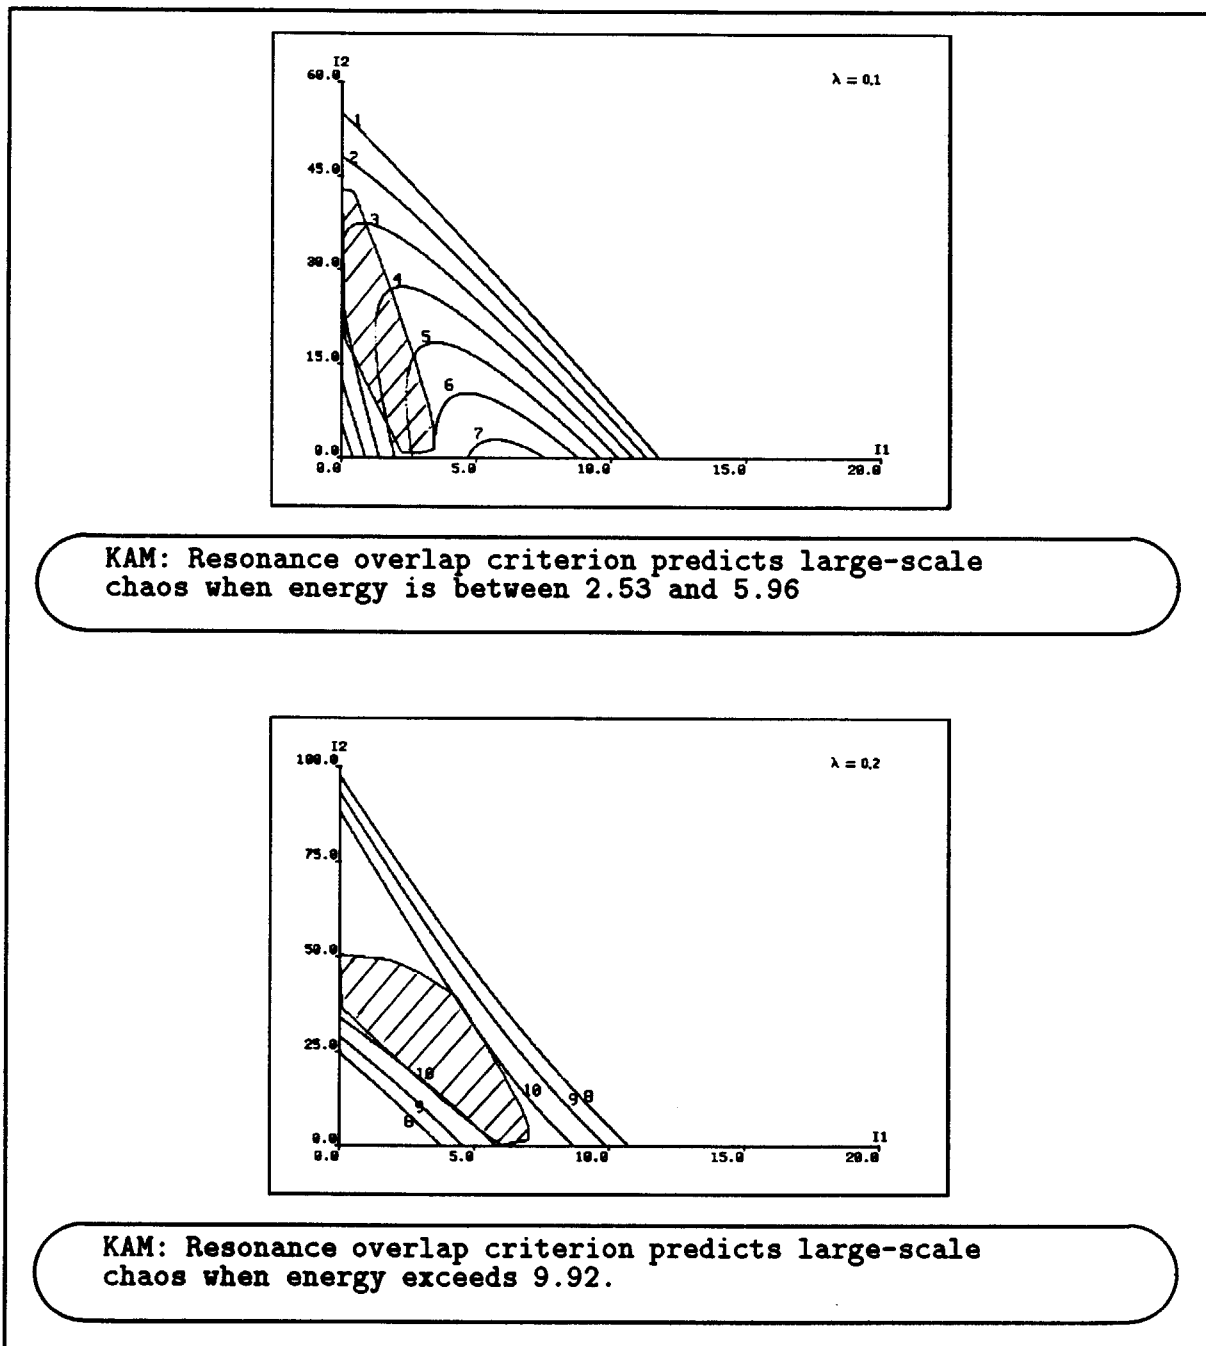 I2
60.0
λ = 0.1
1
2
45.0
3
30.0
4
5
15.0
6
7
0.0
I1
0.0 5.0 10.0 15.0 20.0
KAM: Resonance overlap criterion predicts large-scale
chaos when energy is between 2.53 and 5.96
I2
100.0
λ = 0.2
75.0
50.0
25.0
10
10
9 8
9
8
0.0
I1
0.0 5.0 10.0 15.0 20.0
KAM: Resonance overlap criterion predicts large-scale
chaos when energy exceeds 9.92.